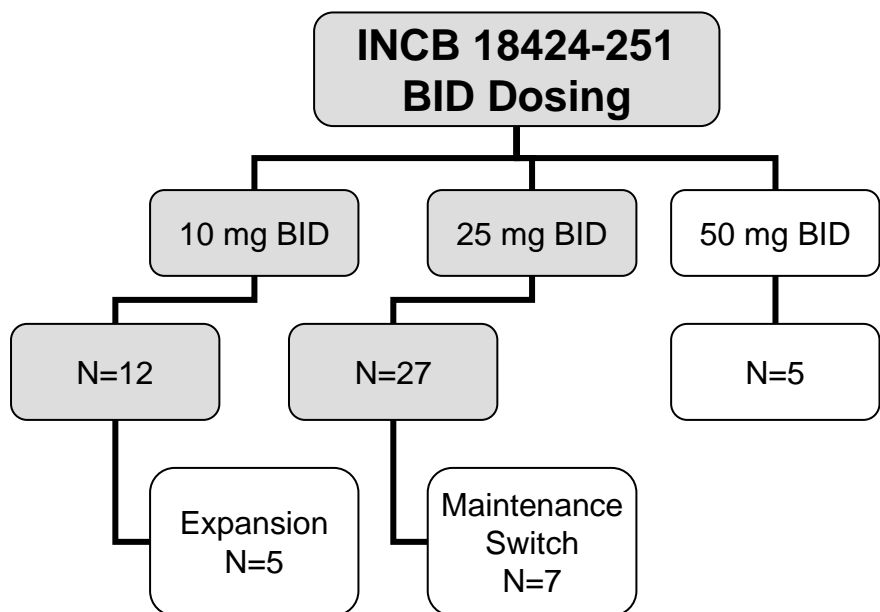 INCB 18424-251
BID Dosing
10 mg BID
25 mg BID
50 mg BID
N=12
N=27
N=5
Expansion
N=5
Maintenance
Switch
N=7